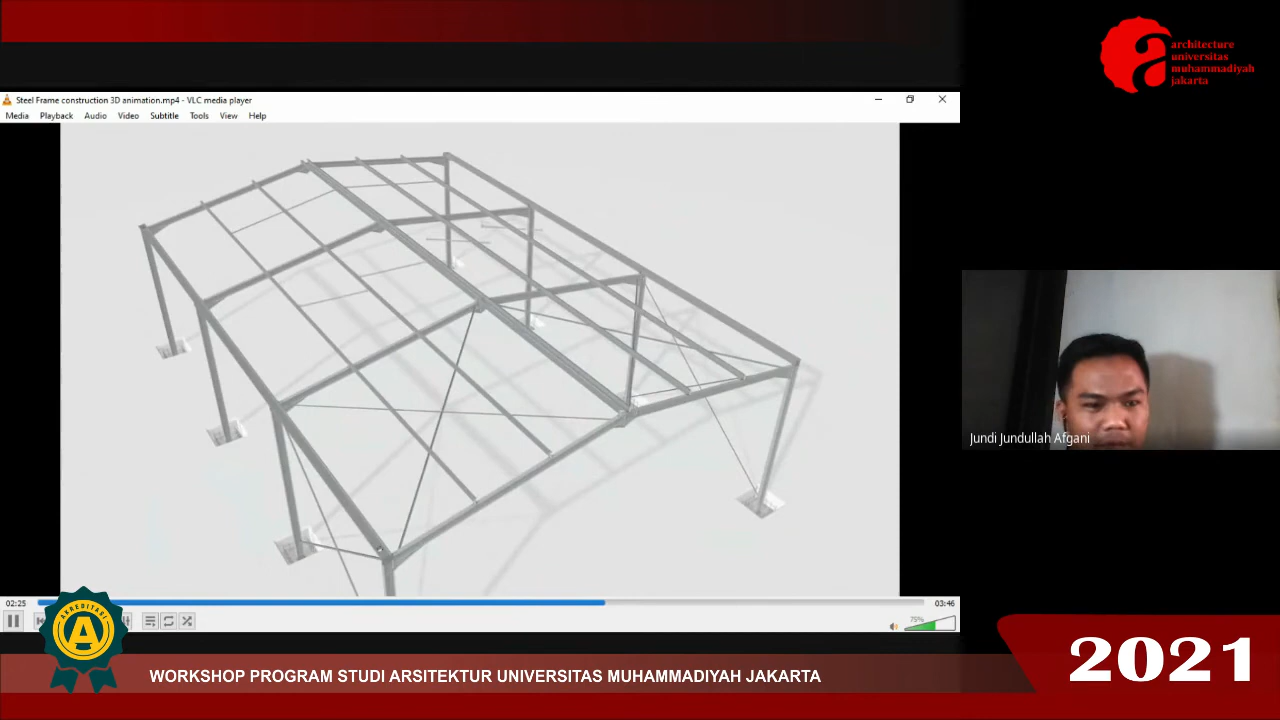 architecture
universitas
muhammadiyah
jakarta
Steel Frame construction 3D animation.mp4 - VLC media player
Media Playback Audio Video Subtitle Tools View Help
Jundi Jundullah Afgani
02:25
03:46
75%
AKREDITASI
A
WORKSHOP PROGRAM STUDI ARSITEKTUR UNIVERSITAS MUHAMMADIYAH JAKARTA
2021